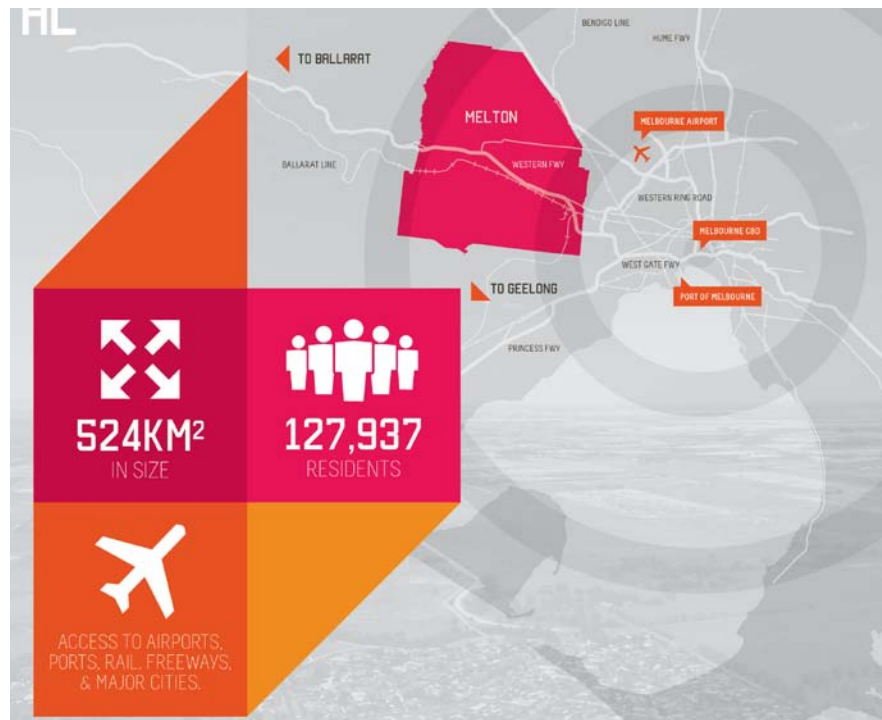 AL
BENDIGO LINE
HUME FWY
TO BALLARAT
MELTON
MELBOURNE AIRPORT
BALLARAT LINE
WESTERN FWY
WESTERN RING ROAD
MELBOURNE CBD
WEST GATE FWY
TO GEELONG
PORT OF MELBOURNE
PRINCESS FWY
524KM²
IN SIZE
127,937
RESIDENTS
ACCESS TO AIRPORTS,
PORTS, RAIL, FREEWAYS,
& MAJOR CITIES.